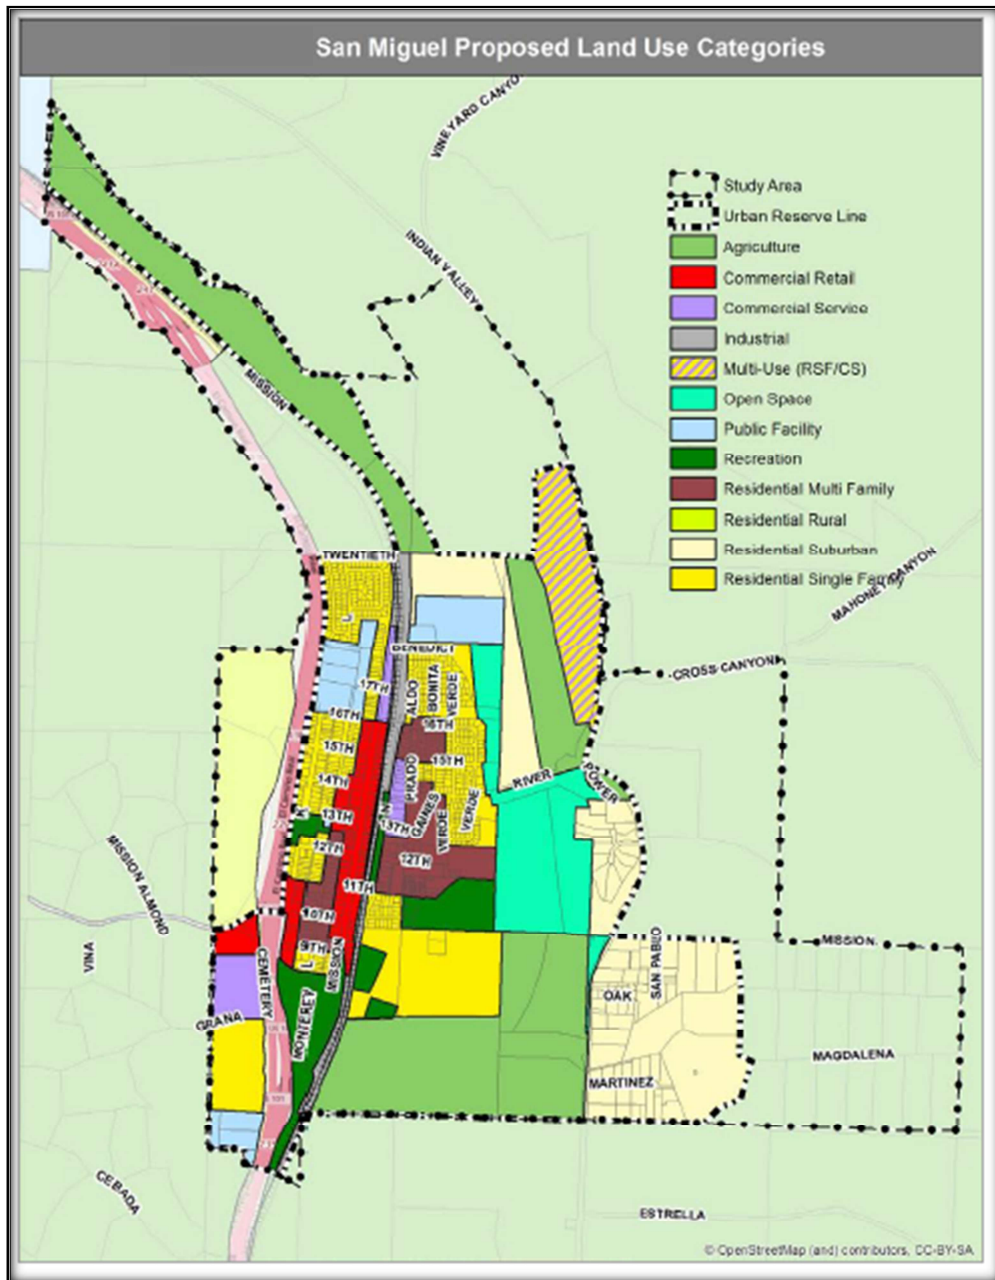 San Miguel Proposed Land Use Categories
VINEYARD CANYO
Study Area
Urban Reserve Line
INDIAN VALLEY
Agriculture
Commercial Retail
Commercial Service
Industrial
MISSION
Multi-Use (RSF/CS)
Open Space
Public Facility
Recreation
Residential Multi Family
Residential Rural
Residential Suburban
Residential Single Family
TWENTIETH
MAHONEY CANYON
BENEDICT
CROSS CANYON
17TH
ALDO
BONITA
VERDE
16TH
16TH
15TH
15TH
14TH
PRADO
RIVER
POWER
13TH
13TH
GAINES
VERDE
VERDE
12TH
12TH
MISSION ALMOND
11TH
10TH
9TH
L
MISSION
VINA
CEMETERY
SAN PABLO
MISSION
OAK
GRANA
MONTEREY
MAGDALENA
MARTINEZ
CEBADA
ESTRELLA
© OpenStreetMap (and) contributors, CC-BY-SA